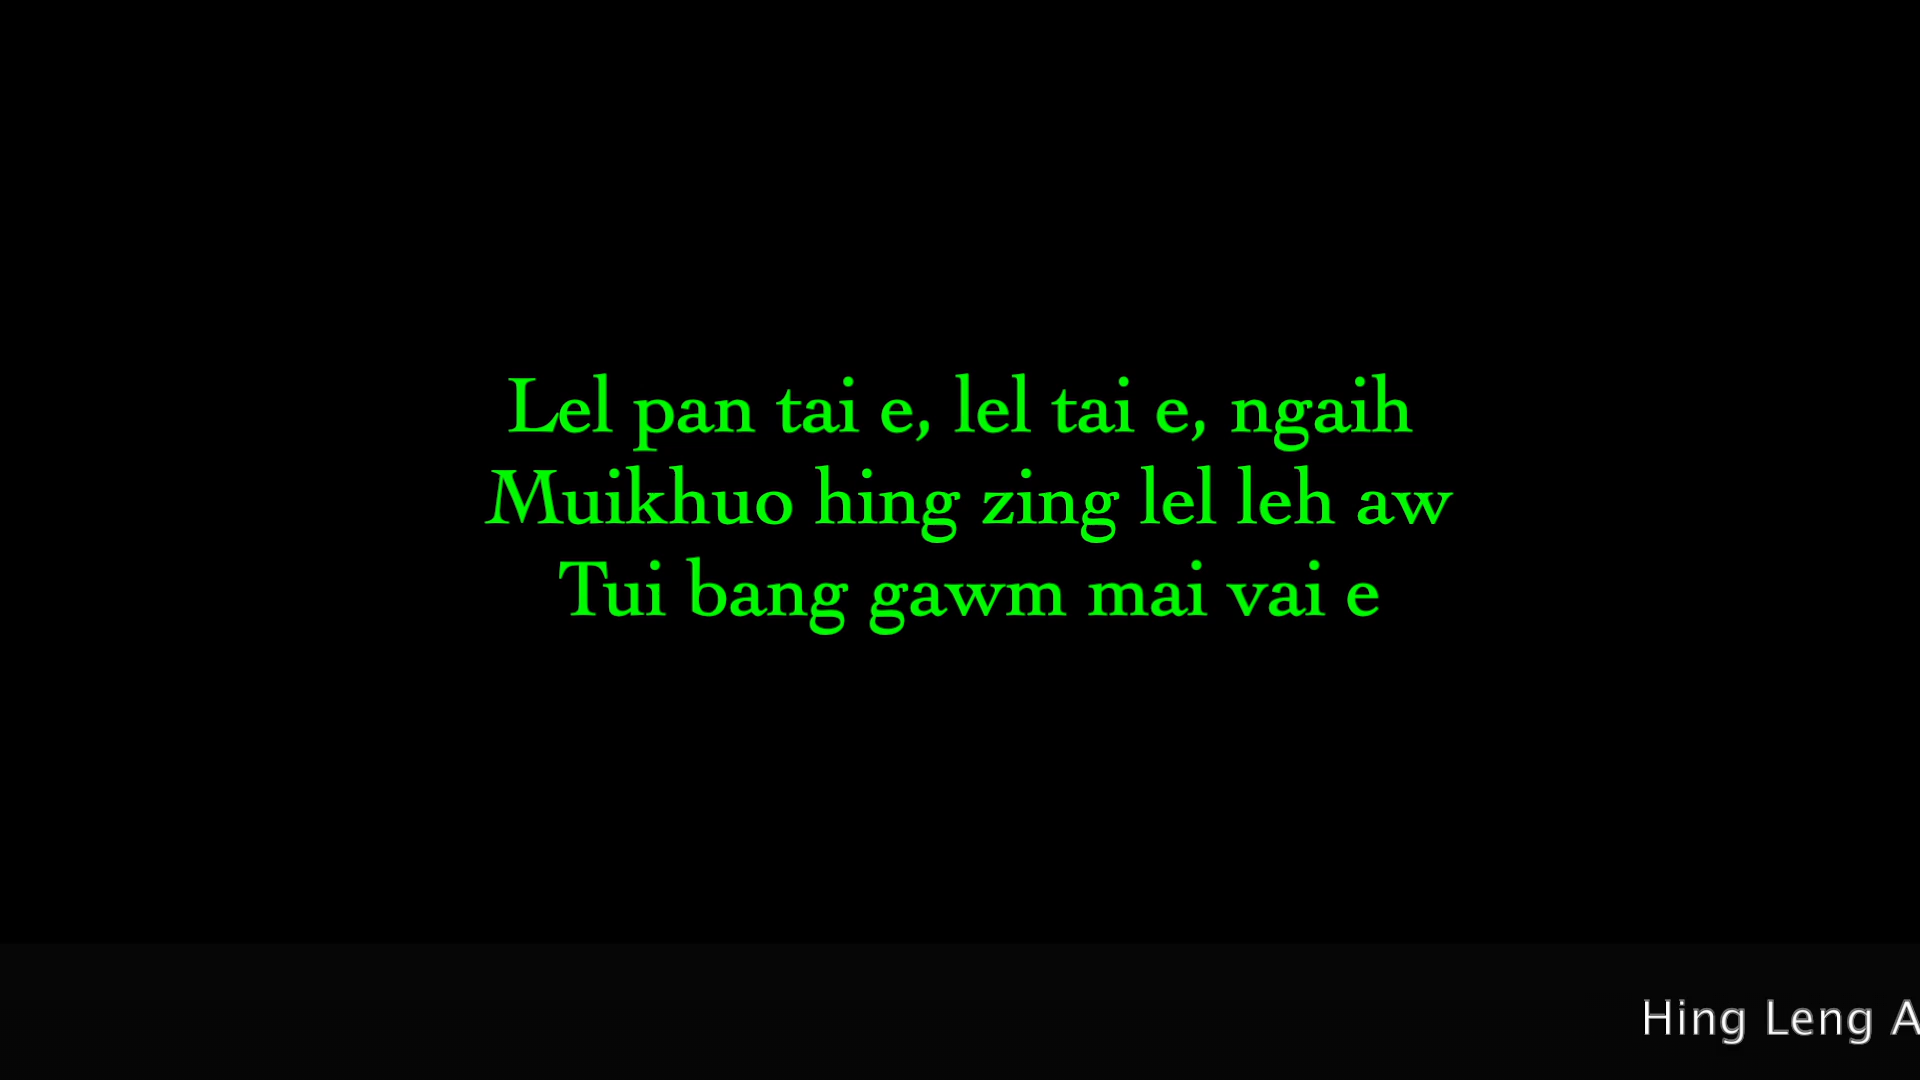 Lel pan tai e, lel tai e, ngaih
Muikhuo hing zing lel leh aw
Tui bang gawm mai vai e
Hing Leng A